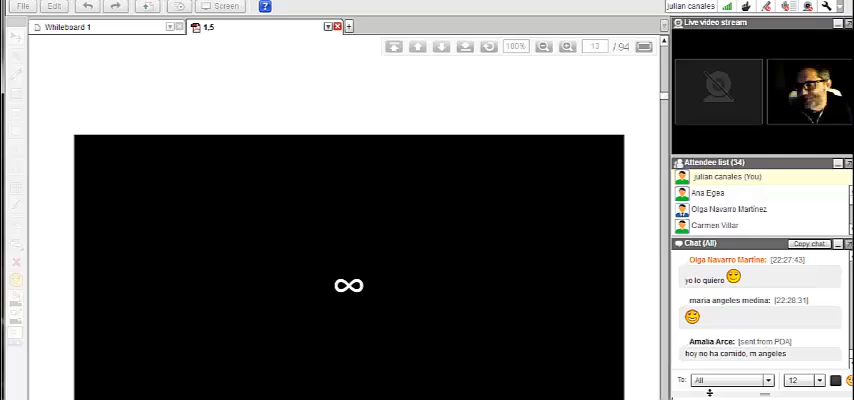 File Edit Screen ?
julian canales
Whiteboard 1 1,5
100% 13 / 94
Live video stream
Attendee list (34)
julian canales (You)
Ana Egea
Olga Navarro Martínez
Carmen Villar
Chat (All) Copy chat
Olga Navarro Martíne: [22:27:43]
yo lo quiero
maria angeles medina: [22:28:31]
Amalia Arce: [sent from PDA]
hoy no ha comido, m angeles
To: All 12
∞